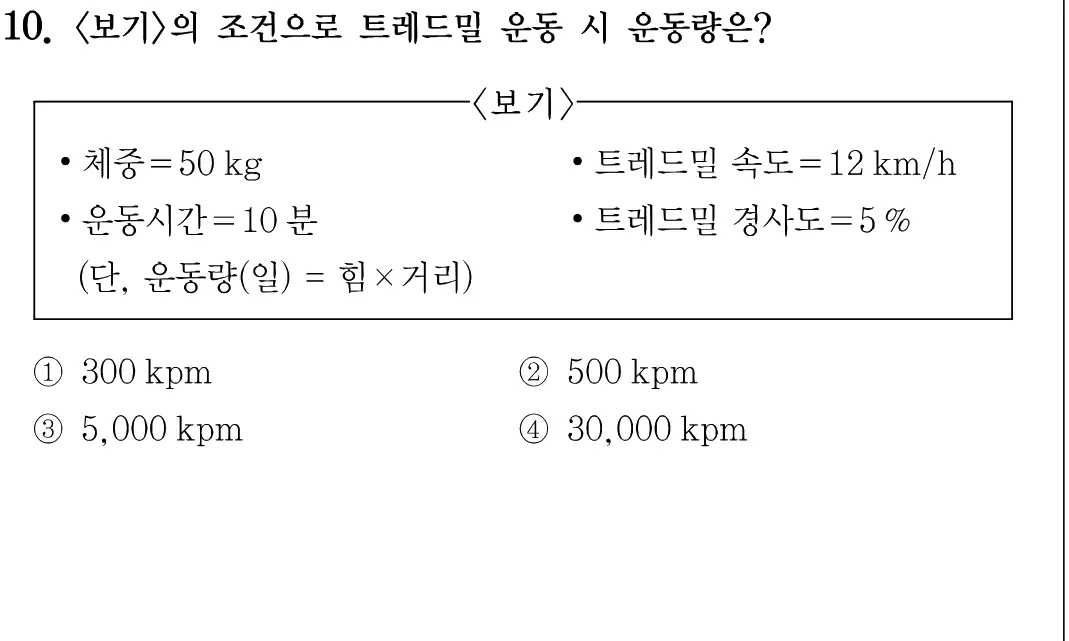 10. 〈보기〉의 조건으로 트레드밀 운동 시 운동량은?
〈보기〉
• 체중=50 kg • 트레드밀 속도=12 km/h
• 운동시간=10 분 • 트레드밀 경사도=5 %
(단, 운동량(일) = 힘×거리)
① 300 kpm ② 500 kpm
③ 5,000 kpm ④ 30,000 kpm